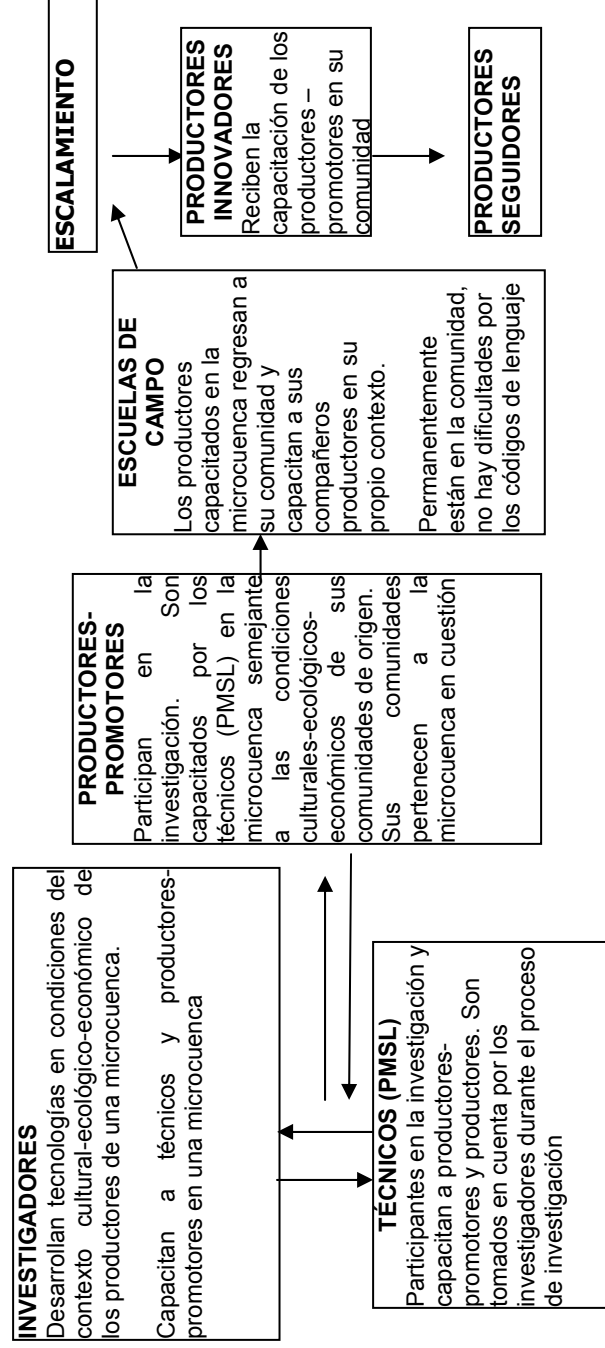 INVESTIGADORES
Desarrollan tecnologías en condiciones del
contexto cultural-ecológico-económico de
los productores de una microcuenca.
Capacitan a técnicos y productores-
promotores en una microcuenca
TÉCNICOS (PMSL)
Participantes en la investigación y
capacitan a productores-
promotores y productores. Son
tomados en cuenta por los
investigadores durante el proceso
de investigación
PRODUCTORES-
PROMOTORES
Participan en la
investigación. Son
capacitados por los
técnicos (PMSL) en la
microcuenca semejante
a las condiciones
culturales-ecológicos-
económicos de sus
comunidades de origen.
Sus comunidades
pertenecen a la
microcuenca en cuestión
ESCUELAS DE
CAMPO
Los productores
capacitados en la
microcuenca regresan a
su comunidad y
capacitan a sus
compañeros
productores en su
propio contexto.
Permanentemente
están en la comunidad,
no hay dificultades por
los códigos de lenguaje
ESCALAMIENTO
PRODUCTORES
INNOVADORES
Reciben la
capacitación de los
productores –
promotores en su
comunidad
PRODUCTORES
SEGUIDORES